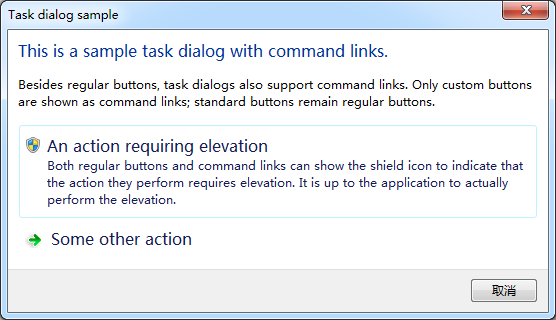 Task dialog sample
This is a sample task dialog with command links.
Besides regular buttons, task dialogs also support command links. Only custom buttons
are shown as command links; standard buttons remain regular buttons.
An action requiring elevation
Both regular buttons and command links can show the shield icon to indicate that
the action they perform requires elevation. It is up to the application to actually
perform the elevation.
Some other action
取消